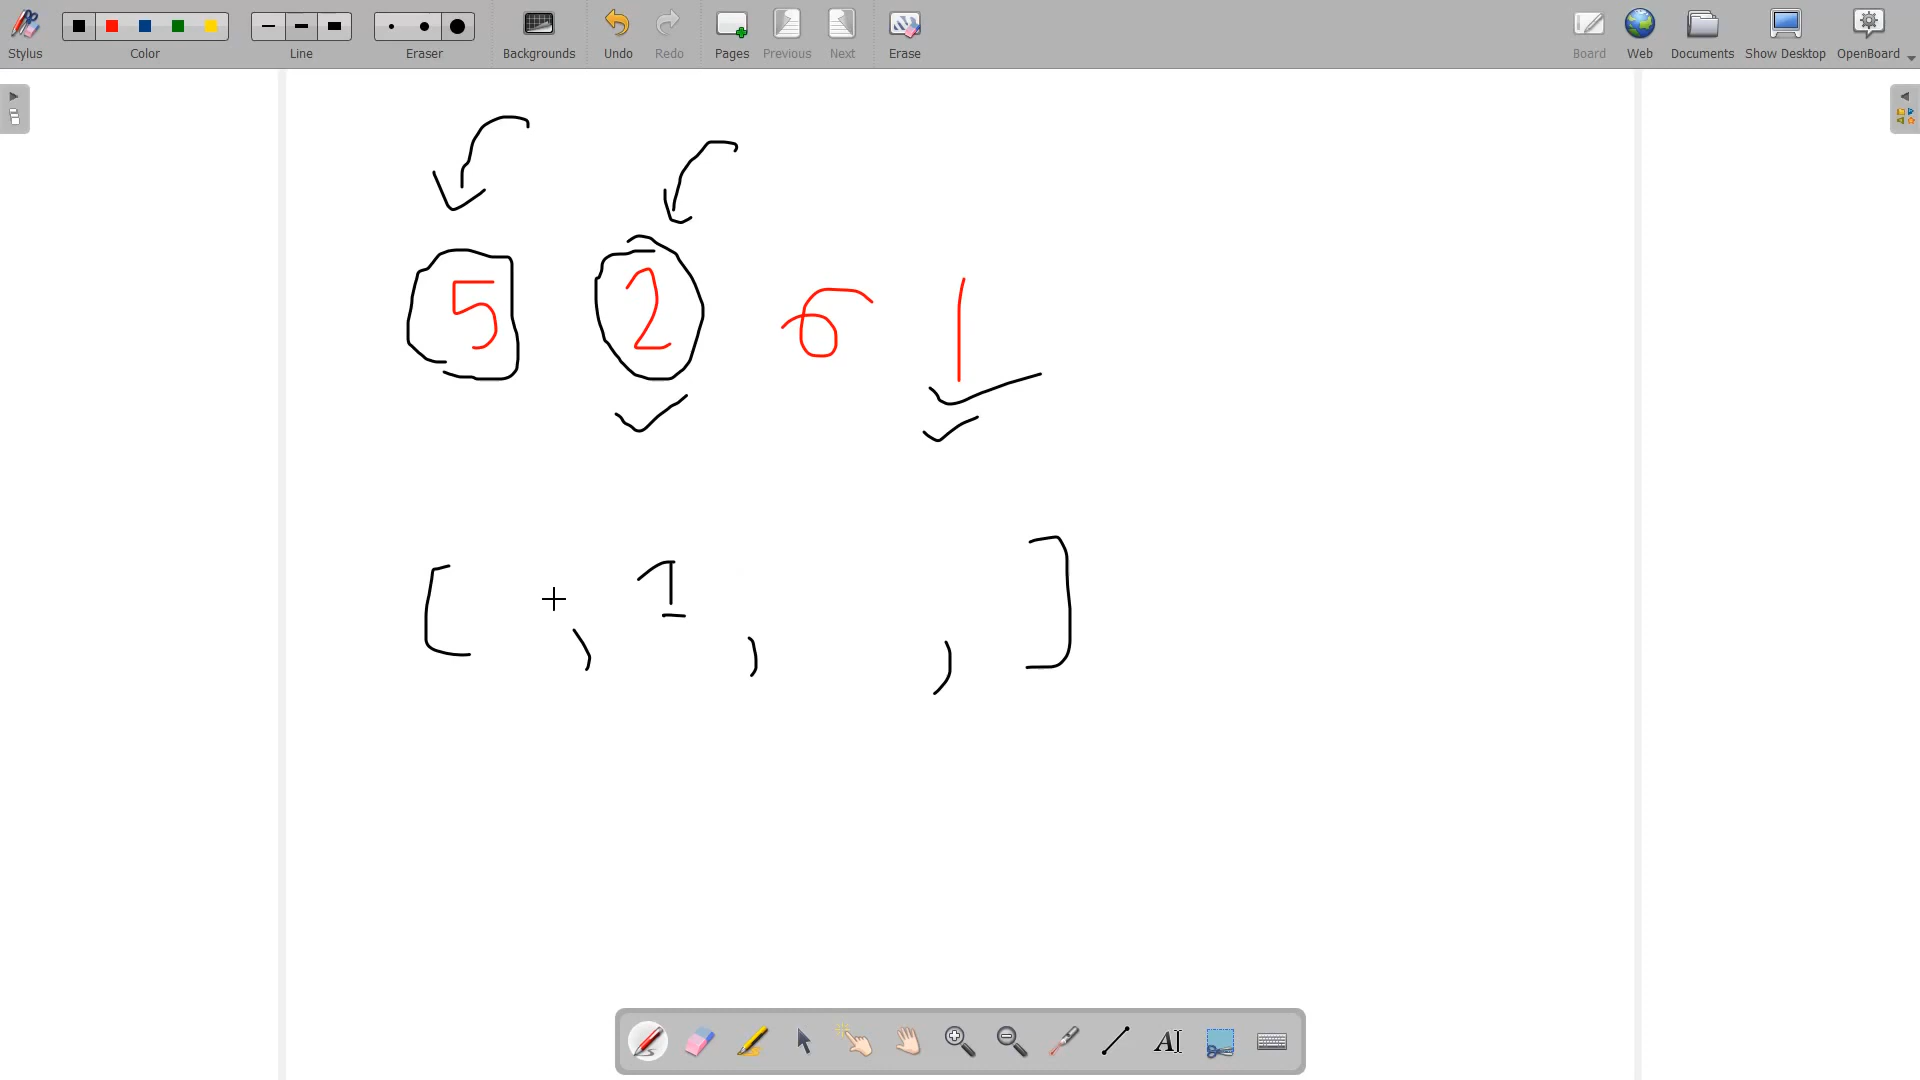 Stylus Color Line Eraser Backgrounds Undo Redo Pages Previous Next Erase Board Web Documents Show Desktop OpenBoard
5 2 6 1
[ , 1 , , ]